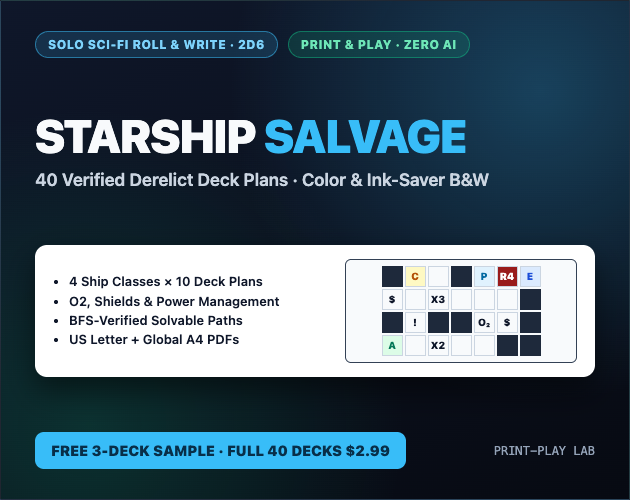 SOLO SCI-FI ROLL & WRITE · 2D6
PRINT & PLAY · ZERO AI
STARSHIP SALVAGE
40 Verified Derelict Deck Plans · Color & Ink-Saver B&W
• 4 Ship Classes × 10 Deck Plans
• O2, Shields & Power Management
• BFS-Verified Solvable Paths
• US Letter + Global A4 PDFs
C P R4 E
$ X3
! O₂ $
A X2
FREE 3-DECK SAMPLE · FULL 40 DECKS $2.99
PRINT-PLAY LAB